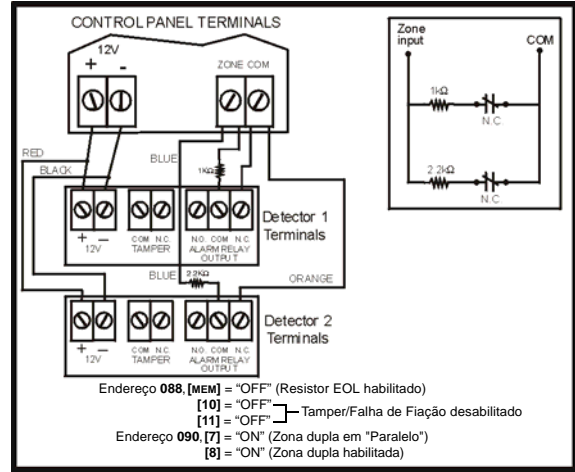 CONTROL PANEL TERMINALS
12V
+ -
ZONE COM
Zone
input
COM
1kΩ
N.C
2.2kΩ
N.C
RED
BLACK
BLUE
1KΩ
Detector 1
Terminals
+ –
12V
COM N.C.
TAMPER
N.O. COM N.C.
ALARM RELAY
OUTPUT
BLUE
2.2KΩ
ORANGE
Detector 2
Terminals
+ –
12V
COM N.C.
TAMPER
N.O. COM N.C.
ALARM RELAY
OUTPUT
Endereço 088, [MEM] = "OFF" (Resistor EOL habilitado)
[10] = "OFF"
[11] = "OFF"
Tamper/Falha de Fiação desabilitado
Endereço 090, [7] = "ON" (Zona dupla em "Paralelo")
[8] = "ON" (Zona dupla habilitada)